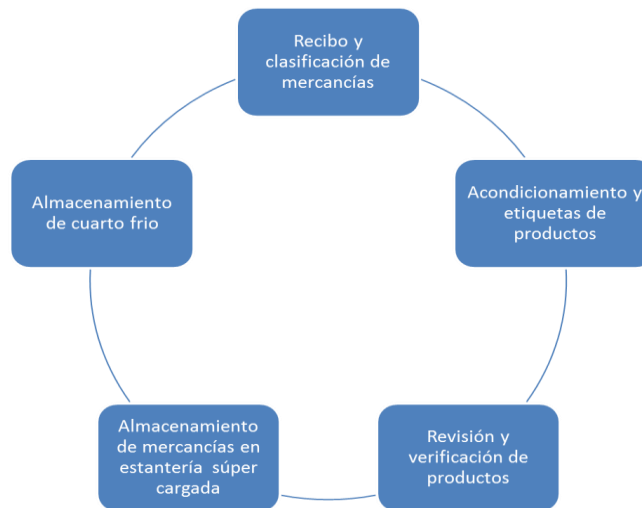 Recibo y
clasificación de
mercancías
Acondicionamiento y
etiquetas de
productos
Revisión y
verificación de
productos
Almacenamiento
de mercancías en
estantería súper
cargada
Almacenamiento
de cuarto frio